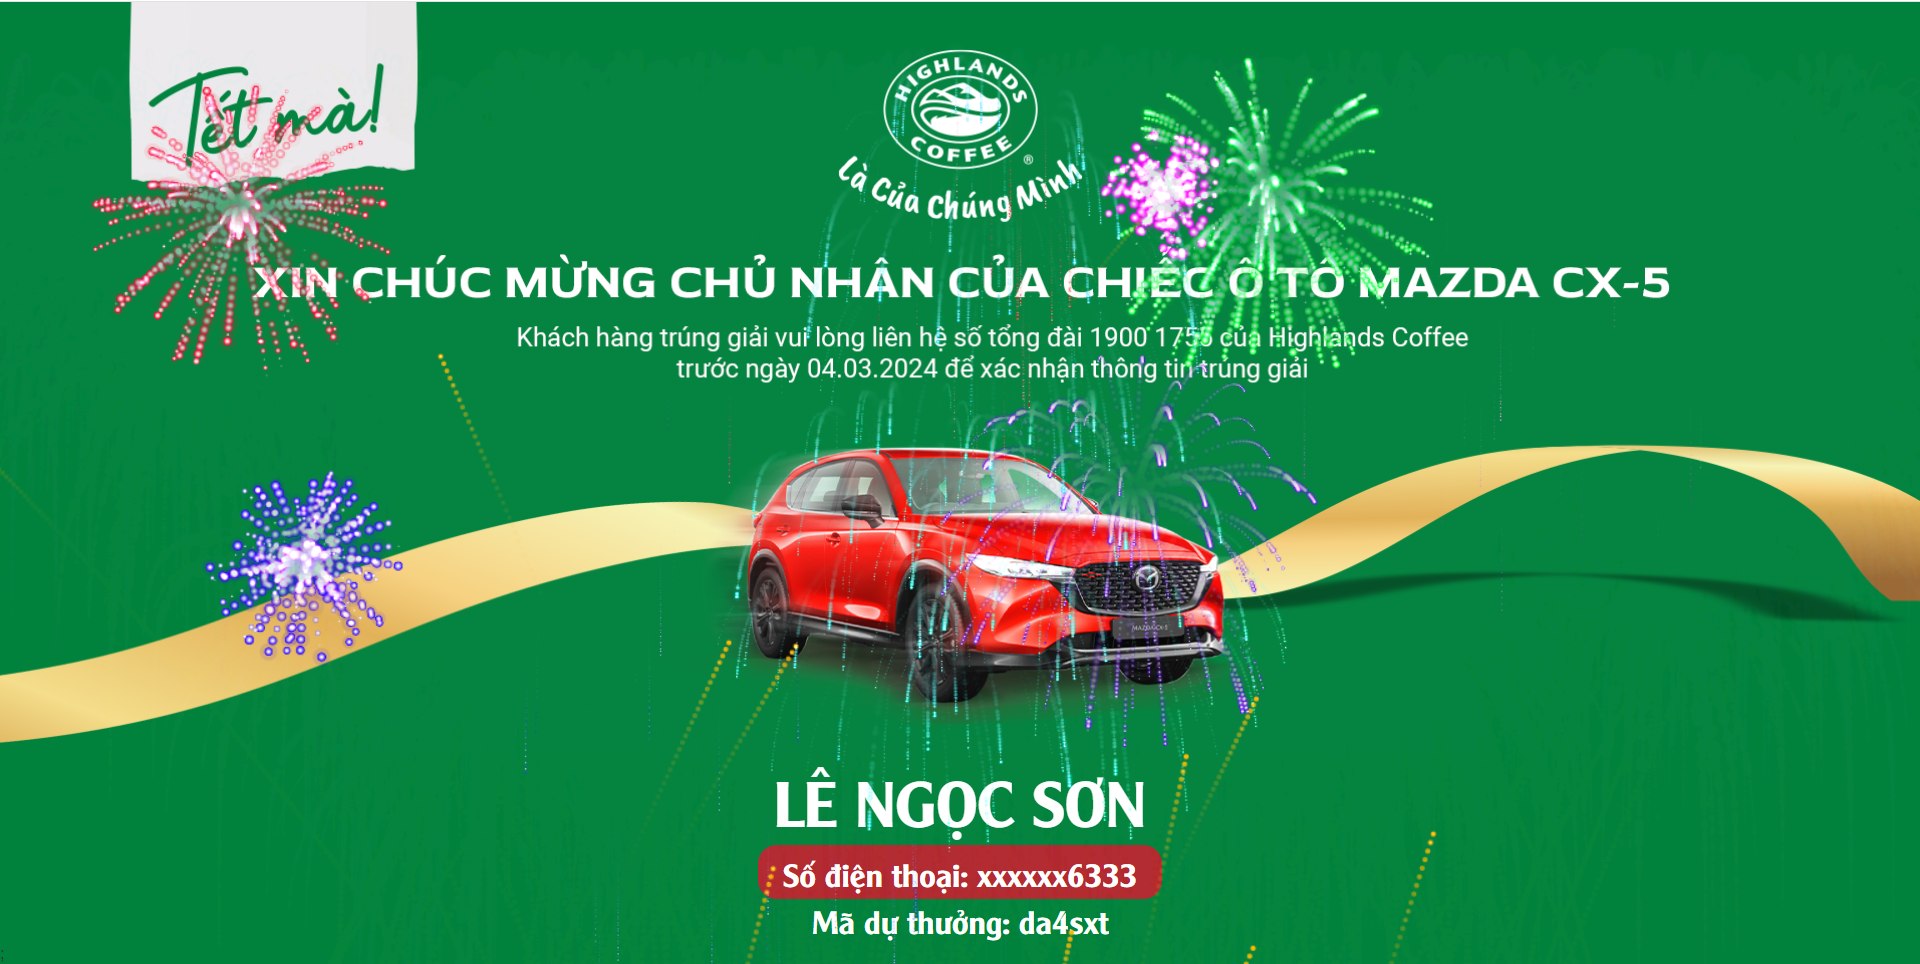 Tết mà!
HIGHLANDS
COFFEE
®
Là Của Chúng Mình
XIN CHÚC MỪNG CHỦ NHÂN CỦA CHIẾC Ô TÔ MAZDA CX-5
Khách hàng trúng giải vui lòng liên hệ số tổng đài 1900 1755 của Highlands Coffee
trước ngày 04.03.2024 để xác nhận thông tin trúng giải
MAZDA CX-5
LÊ NGỌC SƠN
Số điện thoại: xxxxxx6333
Mã dự thưởng: da4sxt